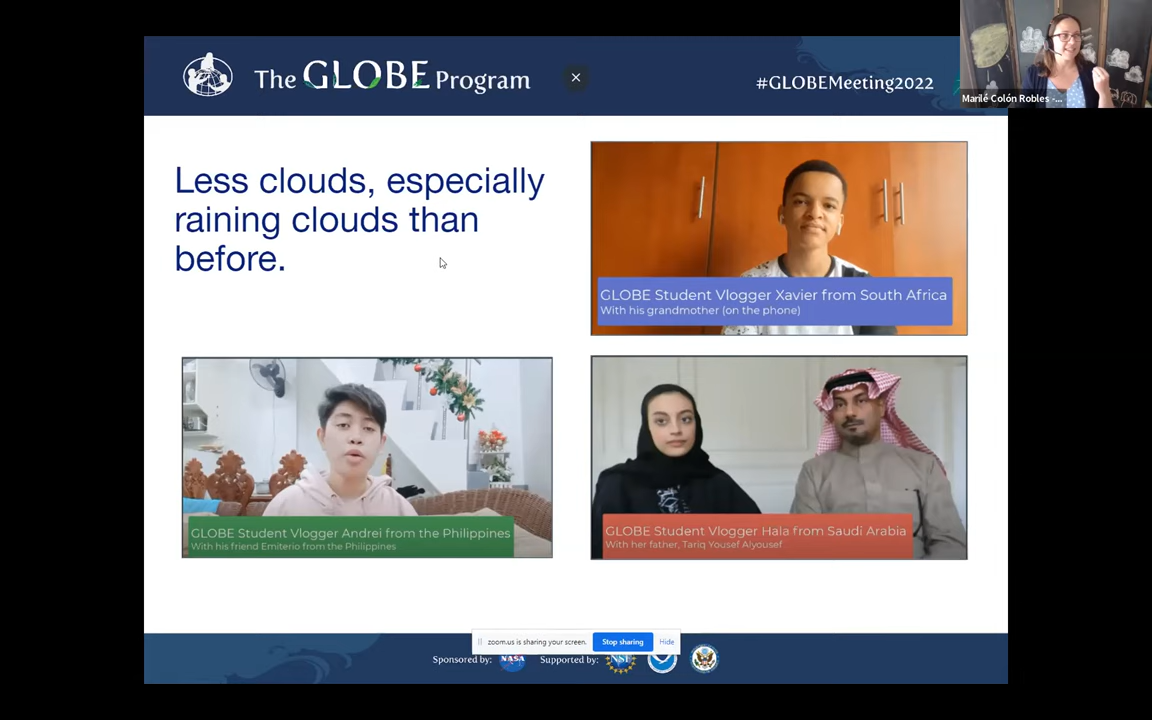 The GLOBE Program
#GLOBEMeeting2022
Marilé Colón Robles -...
Less clouds, especially
raining clouds than
before.
GLOBE Student Vlogger Xavier from South Africa
With his grandmother (on the phone)
GLOBE Student Vlogger Andrei from the Philippines
With his friend Emiterio from the Philippines
GLOBE Student Vlogger Hala from Saudi Arabia
With her father, Tariq Yousef Alyousef
zoom.us is sharing your screen.
Stop sharing
Hide
Sponsored by:
NASA
Supported by:
NSF